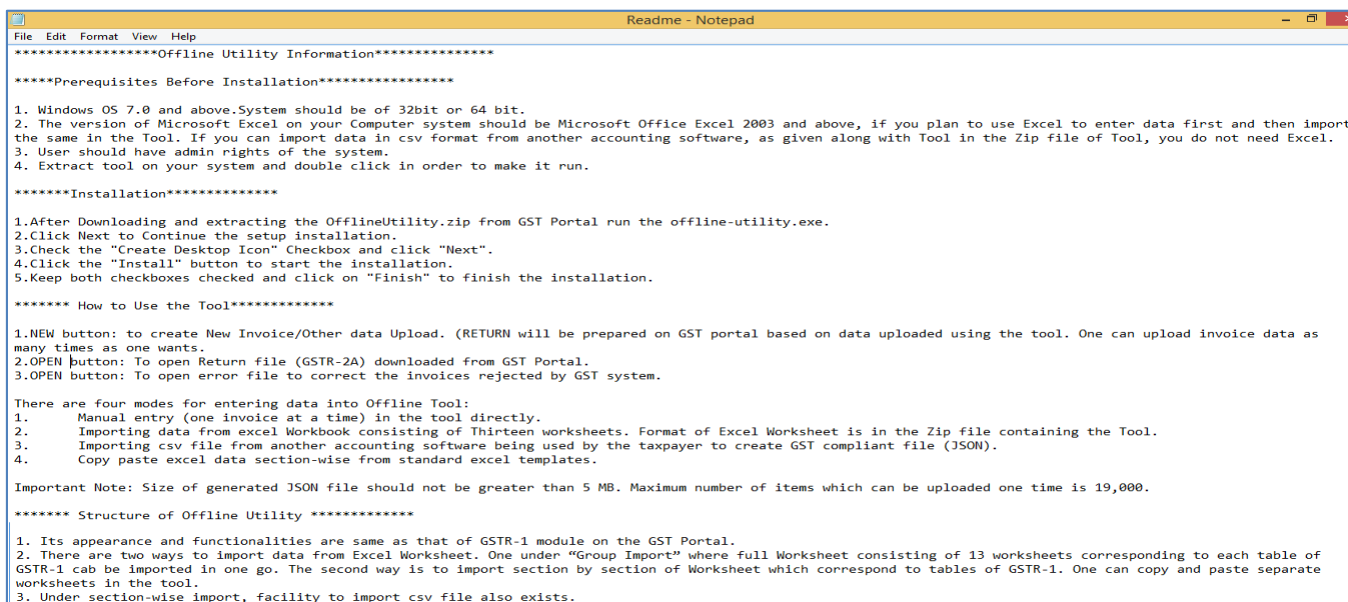 Readme - Notepad
File Edit Format View Help
******************Offline Utility Information***************
*****Prerequisites Before Installation*****************
1. Windows OS 7.0 and above.System should be of 32bit or 64 bit.
2. The version of Microsoft Excel on your Computer system should be Microsoft Office Excel 2003 and above, if you plan to use Excel to enter data first and then import
the same in the Tool. If you can import data in csv format from another accounting software, as given along with Tool in the Zip file of Tool, you do not need Excel.
3. User should have admin rights of the system.
4. Extract tool on your system and double click in order to make it run.
*******Installation**************
1.After Downloading and extracting the OfflineUtility.zip from GST Portal run the offline-utility.exe.
2.Click Next to Continue the setup installation.
3.Check the "Create Desktop Icon" Checkbox and click "Next".
4.Click the "Install" button to start the installation.
5.Keep both checkboxes checked and click on "Finish" to finish the installation.
******* How to Use the Tool*************
1.NEW button: to create New Invoice/Other data Upload. (RETURN will be prepared on GST portal based on data uploaded using the tool. One can upload invoice data as
many times as one wants.
2.OPEN button: To open Return file (GSTR-2A) downloaded from GST Portal.
3.OPEN button: To open error file to correct the invoices rejected by GST system.
There are four modes for entering data into Offline Tool:
1. Manual entry (one invoice at a time) in the tool directly.
2. Importing data from excel Workbook consisting of Thirteen worksheets. Format of Excel Worksheet is in the Zip file containing the Tool.
3. Importing csv file from another accounting software being used by the taxpayer to create GST compliant file (JSON).
4. Copy paste excel data section-wise from standard excel templates.
Important Note: Size of generated JSON file should not be greater than 5 MB. Maximum number of items which can be uploaded one time is 19,000.
******* Structure of Offline Utility *************
1. Its appearance and functionalities are same as that of GSTR-1 module on the GST Portal.
2. There are two ways to import data from Excel Worksheet. One under “Group Import” where full Worksheet consisting of 13 worksheets corresponding to each table of
GSTR-1 cab be imported in one go. The second way is to import section by section of Worksheet which correspond to tables of GSTR-1. One can copy and paste separate
worksheets in the tool.
3. Under section-wise import, facility to import csv file also exists.